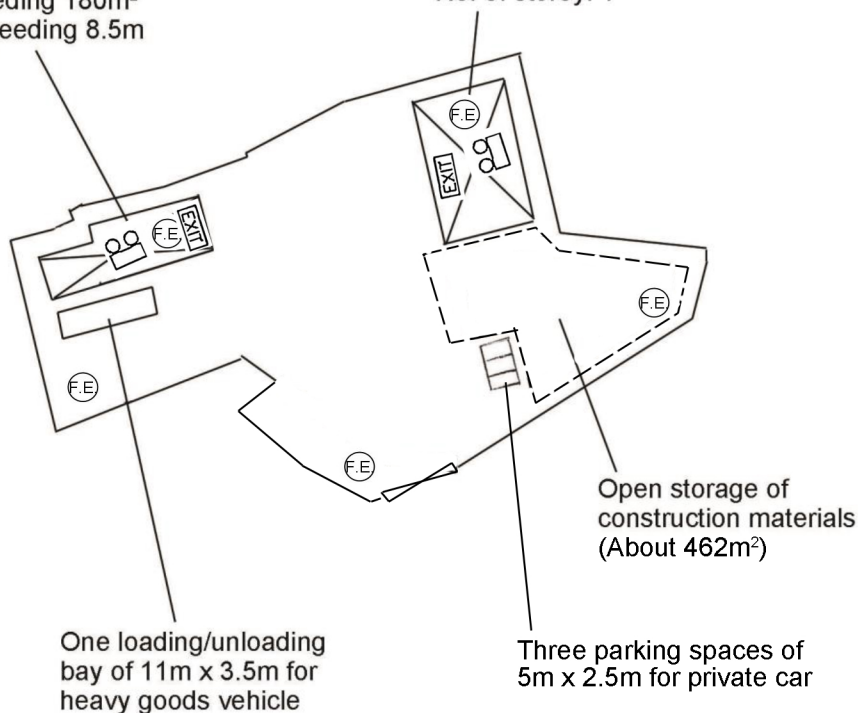 180m²
eeding 8.5m
F.E.
EXIT
F.E.
EXIT
F.E.
F.E.
F.E.
Open storage of
construction materials
(About 462m²)
One loading/unloading
bay of 11m x 3.5m for
heavy goods vehicle
Three parking spaces of
5m x 2.5m for private car